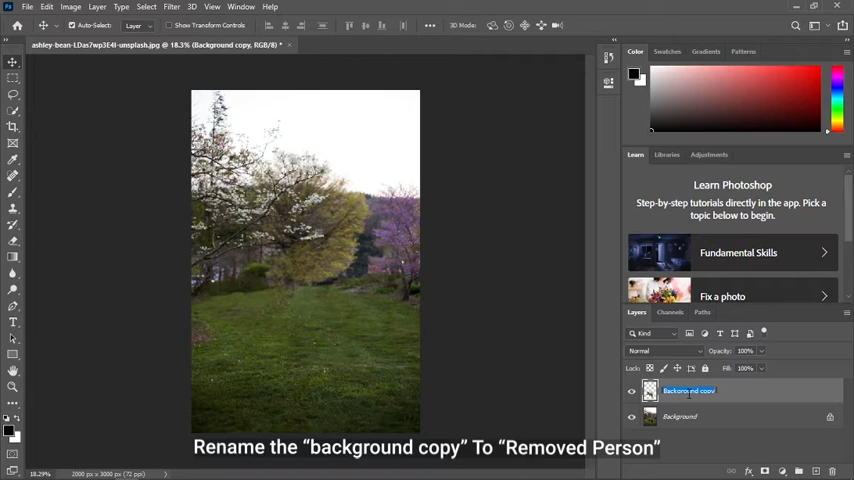 File Edit Image Layer Type Select Filter 3D View Window Help
Auto-Select: Layer Show Transform Controls 3D Mode:
ashley-bean-LDas7wp3E4I-unsplash.jpg @ 18.3% (Background copy, RGB/8) *
Color Swatches Gradients Patterns
Learn Libraries Adjustments
Learn Photoshop
Step-by-step tutorials directly in the app. Pick a
topic below to begin.
Fundamental Skills
Fix a photo
Layers Channels Paths
Kind
Normal Opacity: 100%
Lock: Fill: 100%
Background copy
Background
Rename the “background copy” To “Removed Person”
18.29% 2000 px x 3000 px (72 ppi)